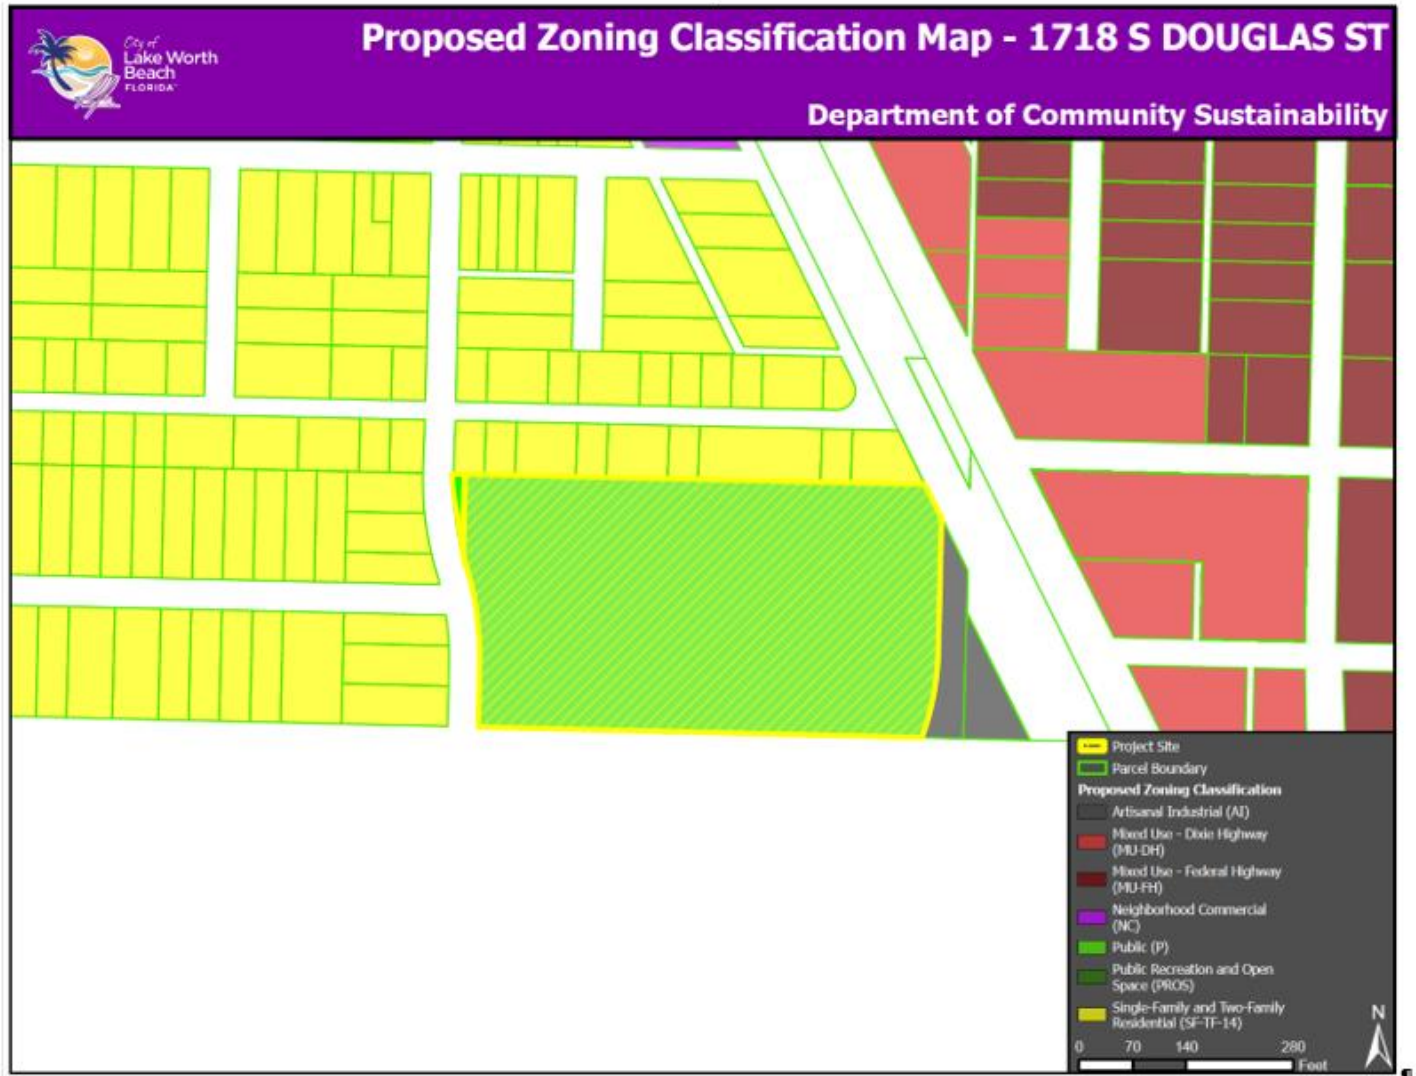 City of
Lake Worth
Beach
FLORIDA
Proposed Zoning Classification Map - 1718 S DOUGLAS ST
Department of Community Sustainability
Project Site
Parcel Boundary
Proposed Zoning Classification
Artisanal Industrial (AI)
Mixed Use - Dixie Highway
(MU-DH)
Mixed Use - Federal Highway
(MU-FH)
Neighborhood Commercial
(NC)
Public (P)
Public Recreation and Open
Space (PROS)
Single-Family and Two-Family
Residential (SF-TF-14)
N
0 70 140 280
Feet